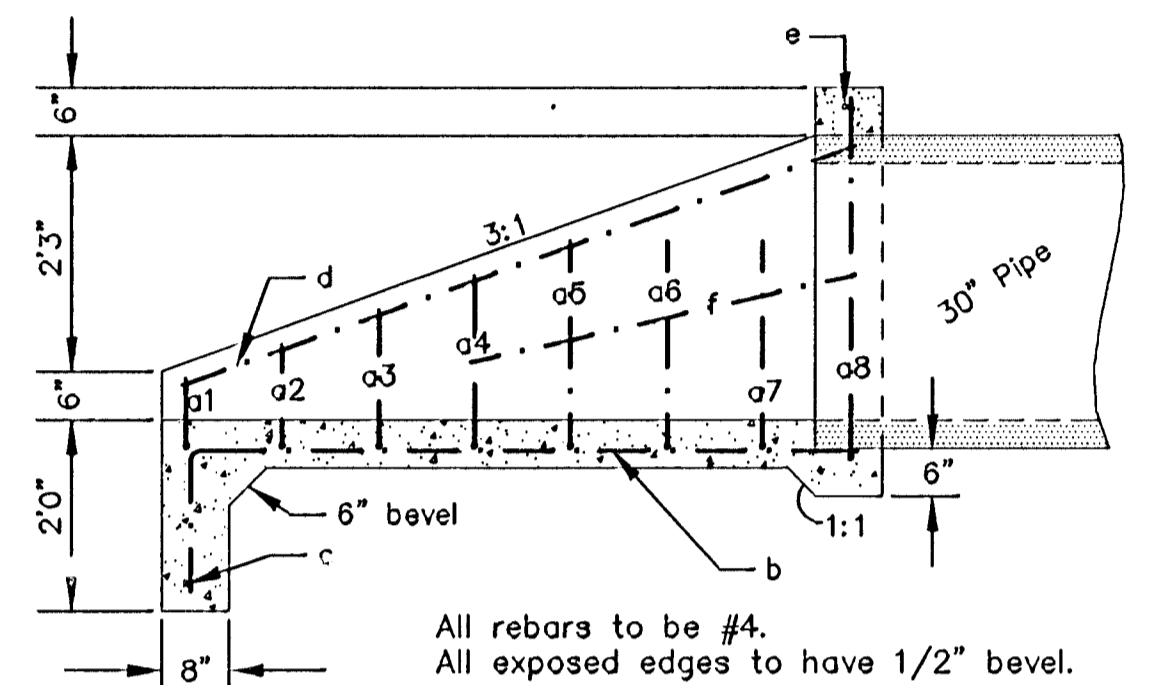 e
6"
2'3"
6"
2'0"
8"
3:1
d
a1
a2
a3
a4
a5
a6
f
a7
a8
30" Pipe
6"
6" bevel
1:1
c
b
All rebars to be #4.
All exposed edges to have 1/2" bevel.